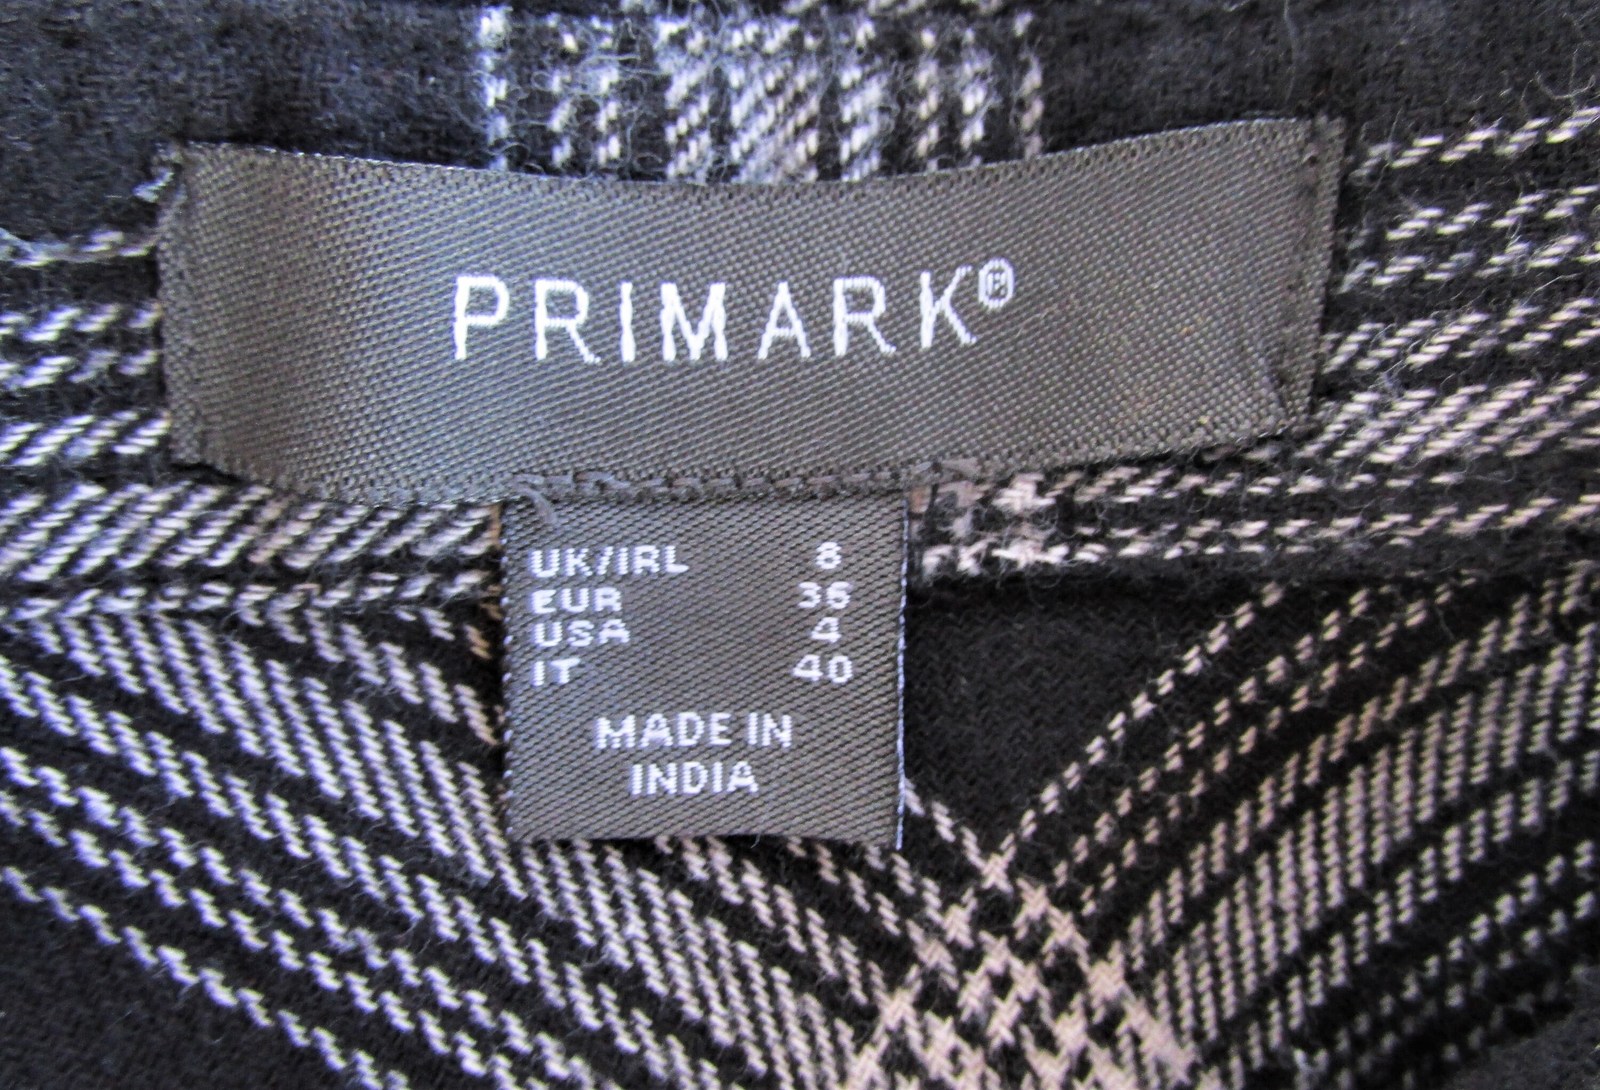 PRIMARK®
UK/IRL 8
EUR 36
USA 4
IT 40
MADE IN
INDIA